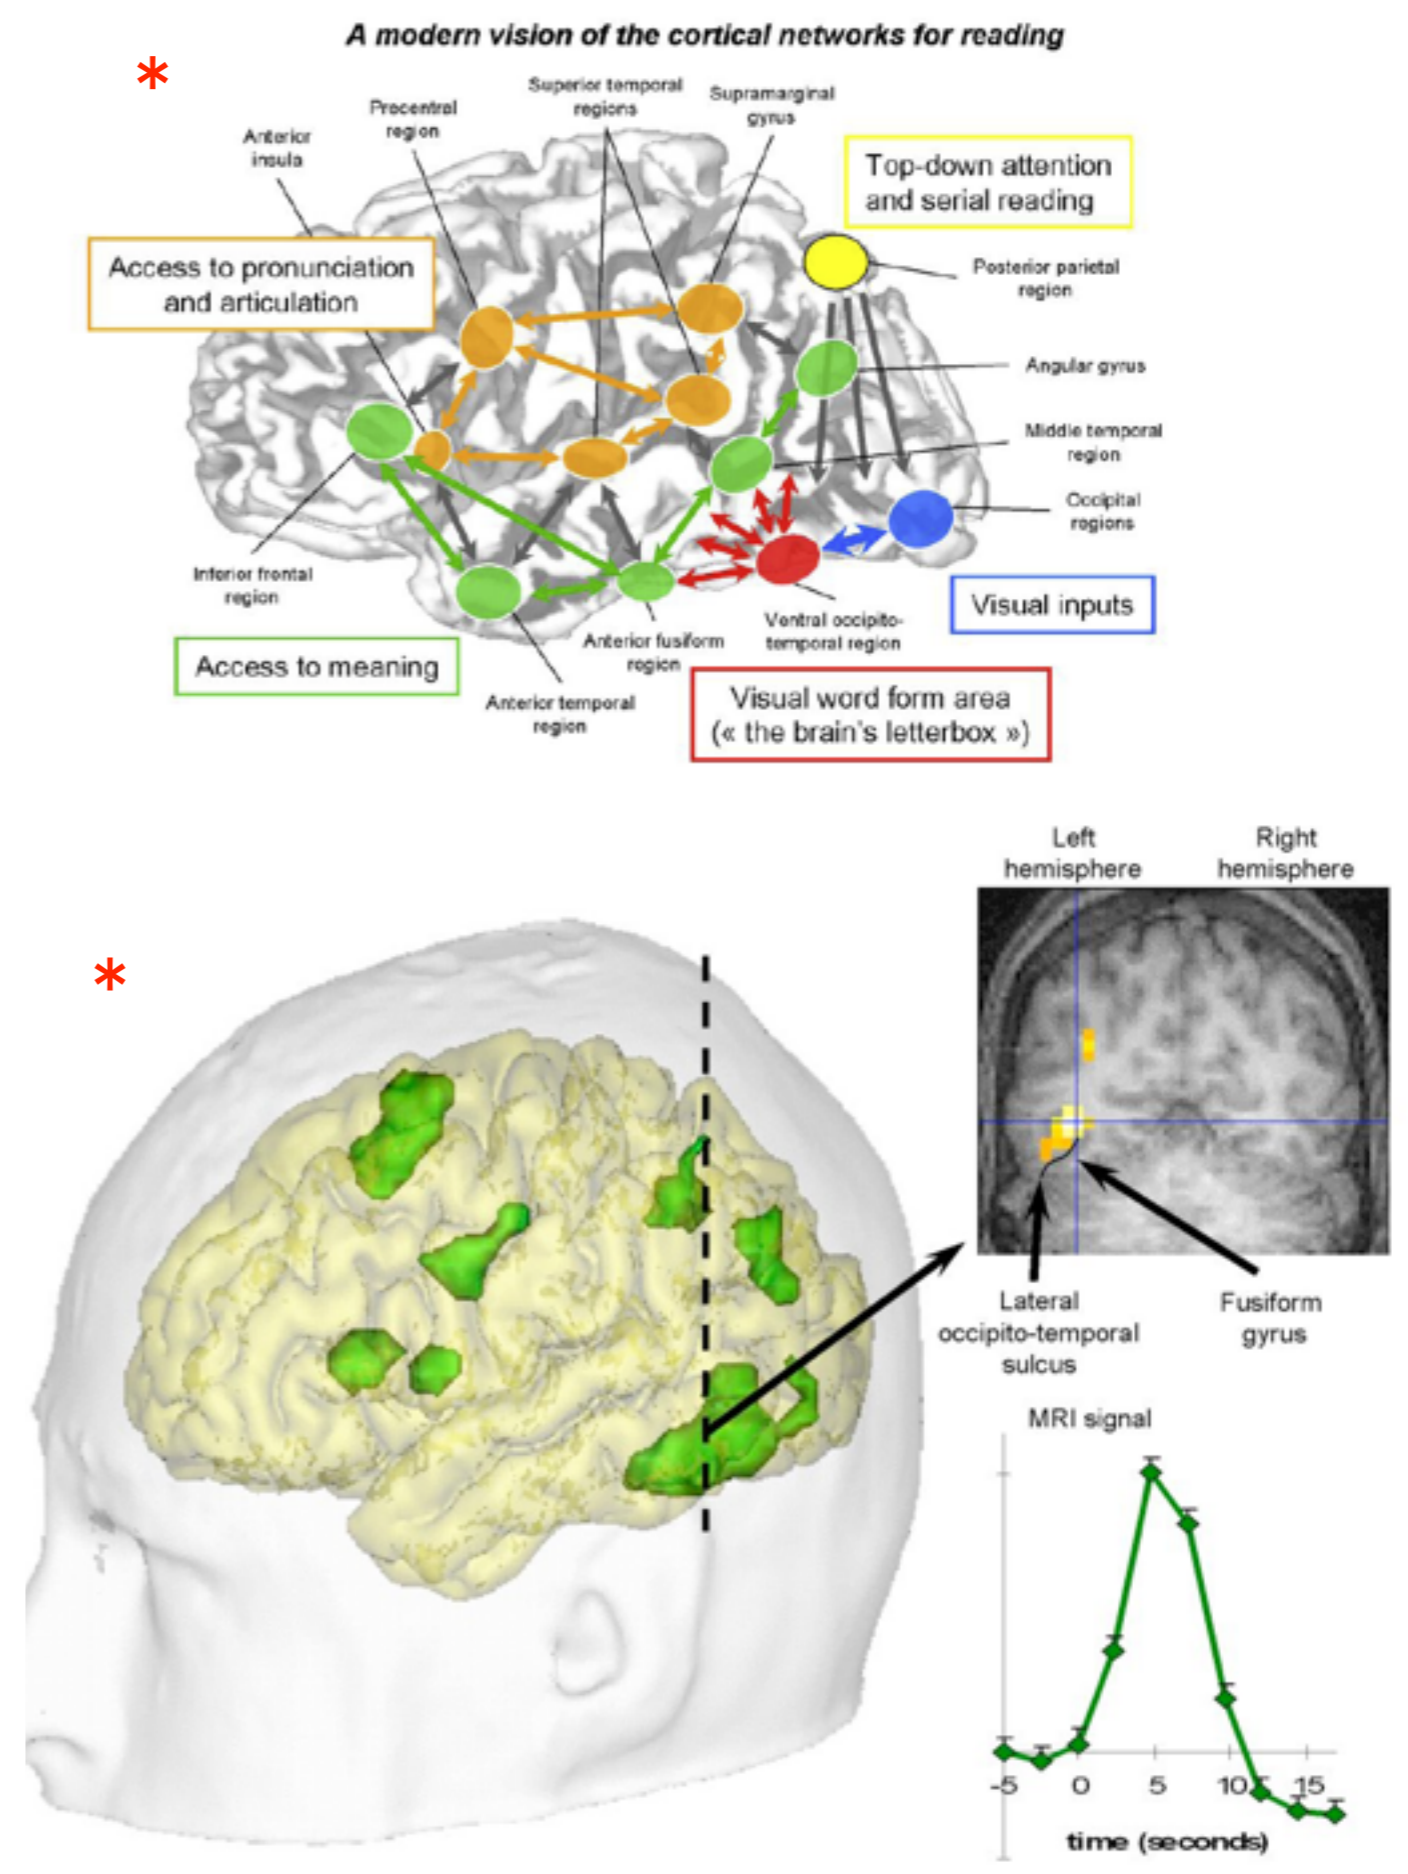 A modern vision of the cortical networks for reading
*
Superior temporal
regions
Supramarginal
gyrus
Precentral
region
Anterior
insula
Top-down attention
and serial reading
Access to pronunciation
and articulation
Posterior parietal
region
Angular gyrus
Middle temporal
region
Occipital
regions
Inferior frontal
region
Visual inputs
Ventral occipito-
temporal region
Anterior fusiform
region
Access to meaning
Anterior temporal
region
Visual word form area
(« the brain's letterbox »)
*
Left
hemisphere
Right
hemisphere
Lateral
occipito-temporal
sulcus
Fusiform
gyrus
MRI signal
-5 0 5 10 15
time (seconds)